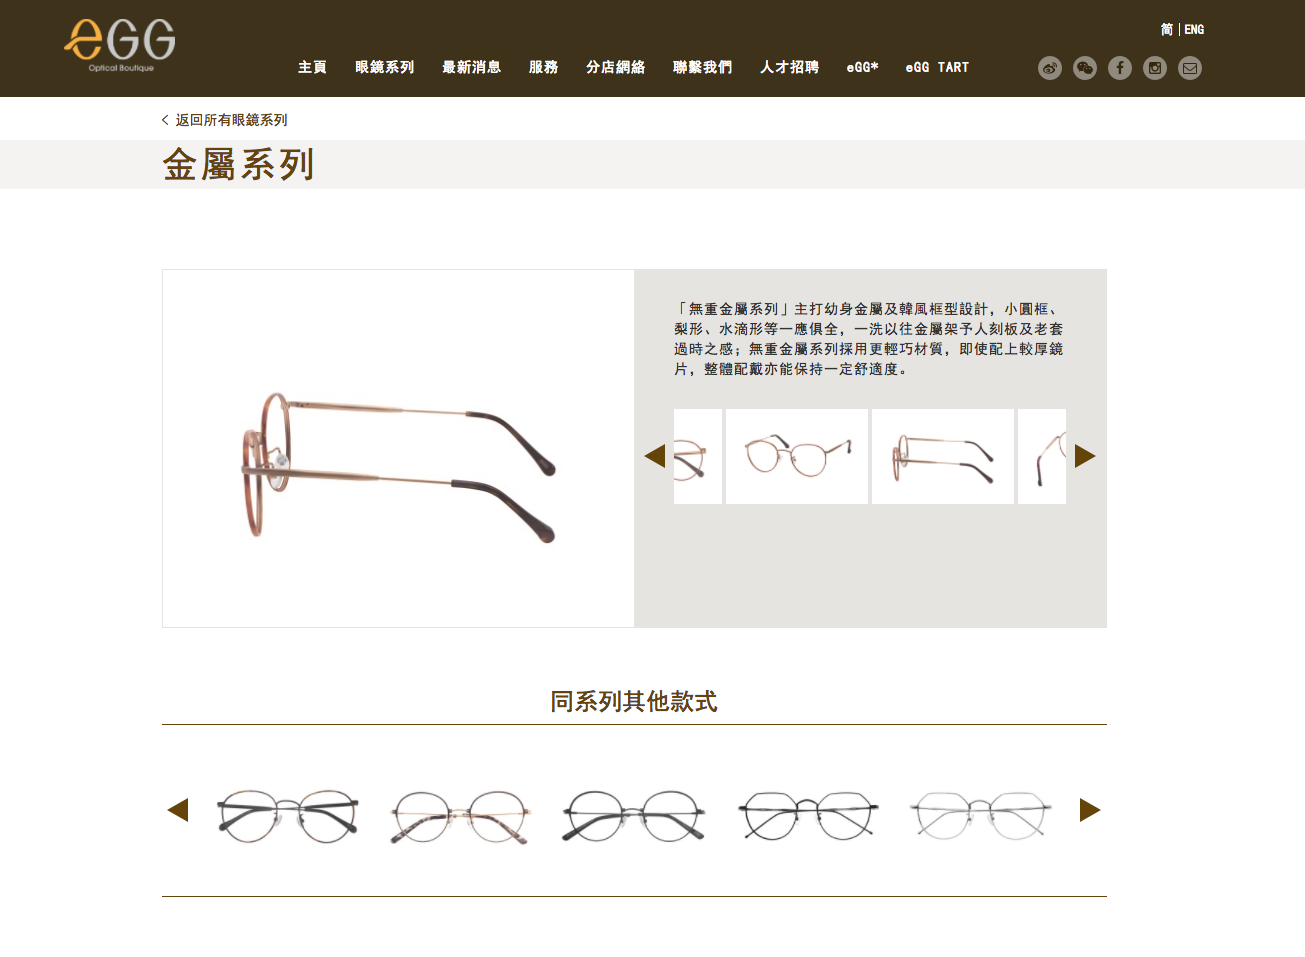 eGG
Optical Boutique
简 | ENG
主頁 眼鏡系列 最新消息 服務 分店網絡 聯繫我們 人才招聘 eGG* eGG TART
< 返回所有眼鏡系列
金屬系列
「無重金屬系列」主打幼身金屬及韓風框型設計，小圓框、
梨形、水滴形等一應俱全，一洗以往金屬架予人刻板及老套
過時之感；無重金屬系列採用更輕巧材質，即使配上較厚鏡
片，整體配戴亦能保持一定舒適度。
同系列其他款式